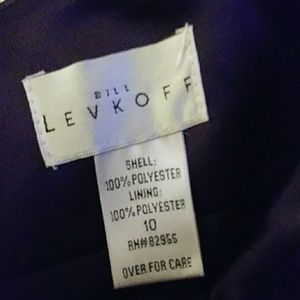 BILL
LEVKOFF
SHELL:
100% POLYESTER
LINING:
100% POLYESTER
10
RN# 82955
OVER FOR CARE